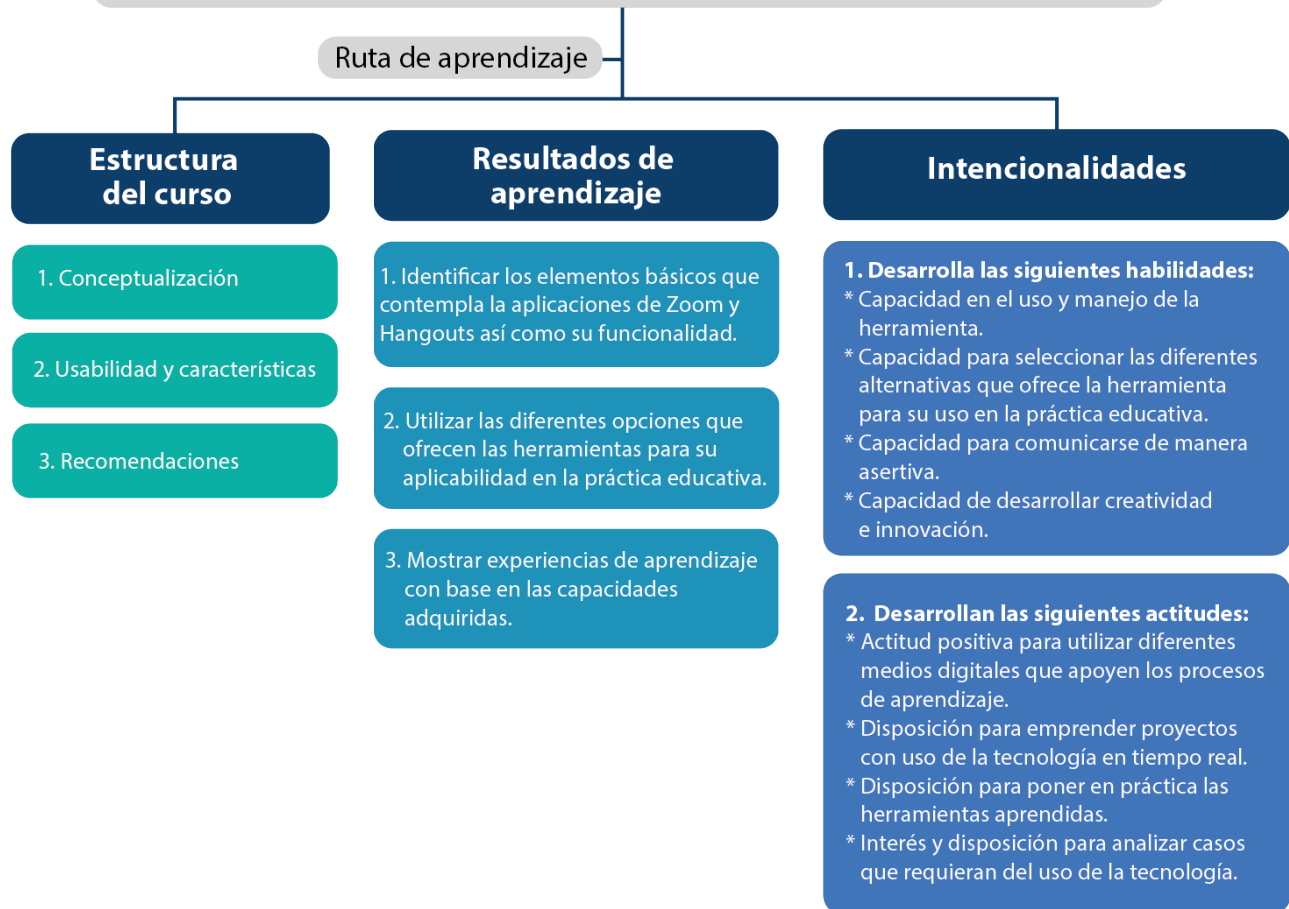 Ruta de aprendizaje
Estructura
del curso
1. Conceptualización
2. Usabilidad y características
3. Recomendaciones
Resultados de
aprendizaje
1. Identificar los elementos básicos que
contempla la aplicaciones de Zoom y
Hangouts así como su funcionalidad.
2. Utilizar las diferentes opciones que
ofrecen las herramientas para su
aplicabilidad en la práctica educativa.
3. Mostrar experiencias de aprendizaje
con base en las capacidades
adquiridas.
Intencionalidades
1. Desarrolla las siguientes habilidades:
* Capacidad en el uso y manejo de la
herramienta.
* Capacidad para seleccionar las diferentes
alternativas que ofrece la herramienta
para su uso en la práctica educativa.
* Capacidad para comunicarse de manera
asertiva.
* Capacidad de desarrollar creatividad
e innovación.
2. Desarrollan las siguientes actitudes:
* Actitud positiva para utilizar diferentes
medios digitales que apoyen los procesos
de aprendizaje.
* Disposición para emprender proyectos
con uso de la tecnología en tiempo real.
* Disposición para poner en práctica las
herramientas aprendidas.
* Interés y disposición para analizar casos
que requieran del uso de la tecnología.